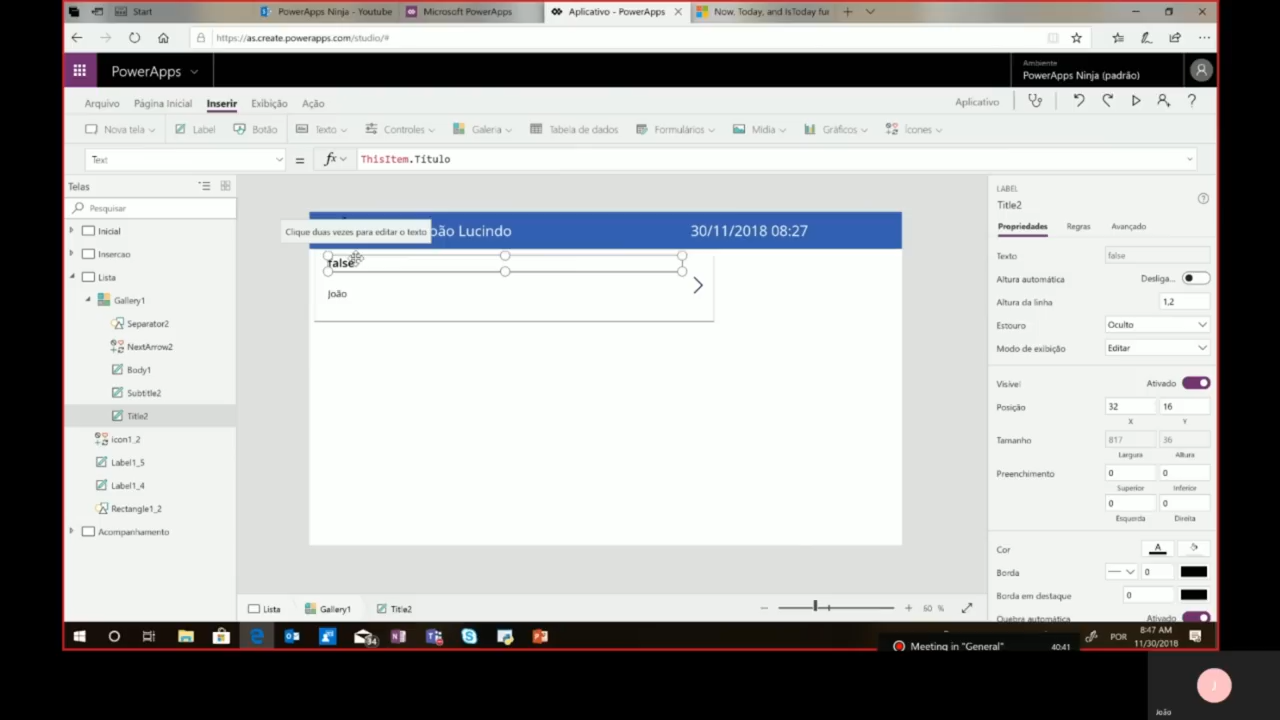 Start
PowerApps Ninja - Youtube
Microsoft PowerApps
Aplicativo - PowerApps
Now, Today, and IsToday fun
https://as.create.powerapps.com/studio/#
PowerApps
Ambiente
PowerApps Ninja (padrão)
Arquivo
Página Inicial
Inserir
Exibição
Ação
Aplicativo
Nova tela
Label
Botão
Texto
Controles
Galeria
Tabela de dados
Formulários
Mídia
Gráficos
Ícones
Text
=
fx
ThisItem.Título
Telas
Pesquisar
Inicial
Insercao
Lista
Gallery1
Separator2
NextArrow2
Body1
Subtitle2
Title2
icon1_2
Label1_5
Label1_4
Rectangle1_2
Acompanhamento
Clique duas vezes para editar o texto
oão Lucindo
30/11/2018 08:27
false
João
LABEL
Title2
Propriedades
Regras
Avançado
Texto
false
Altura automática
Desliga...
Altura da linha
1,2
Estouro
Oculto
Modo de exibição
Editar
Visível
Ativado
Posição
32
16
X
Y
Tamanho
817
36
Largura
Altura
Preenchimento
0
0
Superior
Inferior
0
0
Esquerda
Direita
Cor
A
Borda
0
Borda em destaque
0
Quebra automática
Ativado
Lista
Gallery1
Title2
60 %
34
POR
8:47 AM
11/30/2018
Meeting in "General"
40:41
J
João